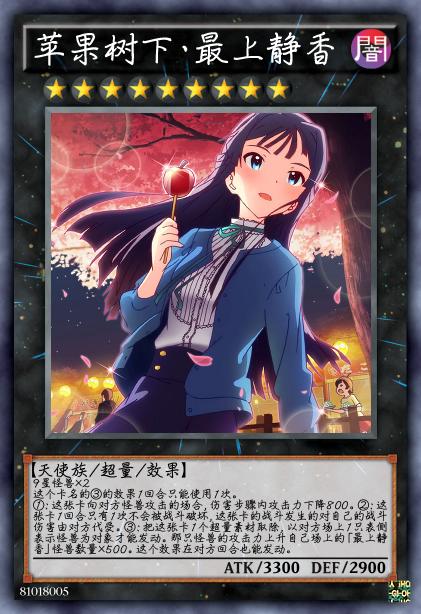 苹果树下·最上静香
闇
【天使族/超量/效果】
9星怪兽×2
这个卡名的③的效果1回合只能使用1次。
①：这张卡向对方怪兽攻击的场合，伤害步骤内攻击力下降800。②：这
张卡1回合只有1次不会被战斗破坏，这张卡的战斗发生的对自己的战斗
伤害由对方代受。③：把这张卡1个超量素材取除，以对方场上1只表侧
表示怪兽为对象才能发动。那只怪兽的攻击力上升自己场上的「最上静
香」怪兽数量×500。这个效果在对方回合也能发动。
ATK/3300 DEF/2900
81018005